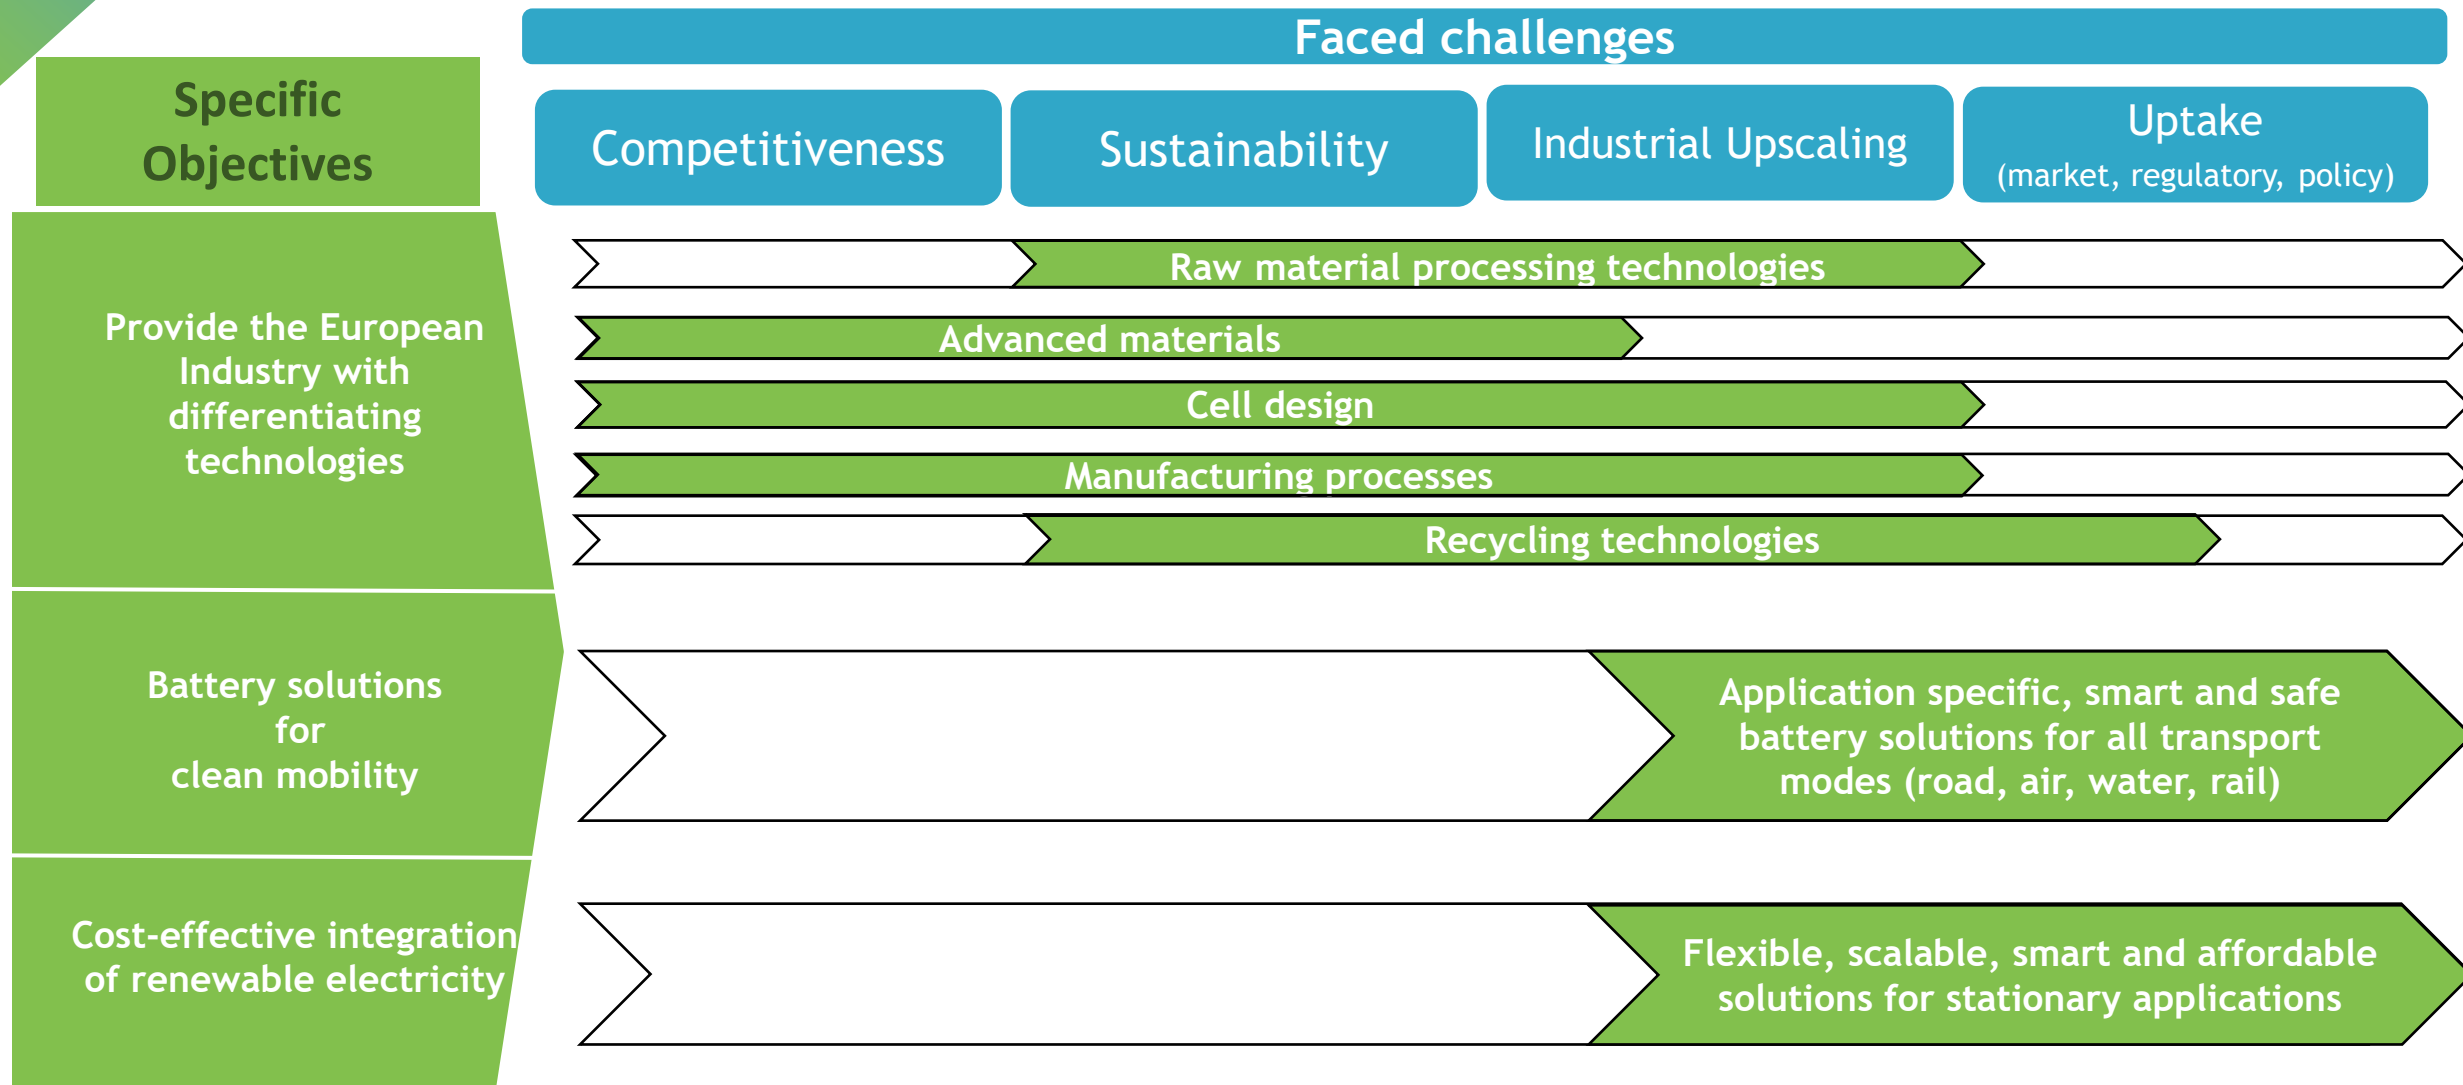 Faced challenges
Specific
Objectives
Competitiveness
Sustainability
Industrial Upscaling
Uptake
(market, regulatory, policy)
Provide the European
Industry with
differentiating
technologies
Raw material processing technologies
Advanced materials
Cell design
Manufacturing processes
Recycling technologies
Battery solutions
for
clean mobility
Application specific, smart and safe
battery solutions for all transport
modes (road, air, water, rail)
Cost-effective integration
of renewable electricity
Flexible, scalable, smart and affordable
solutions for stationary applications